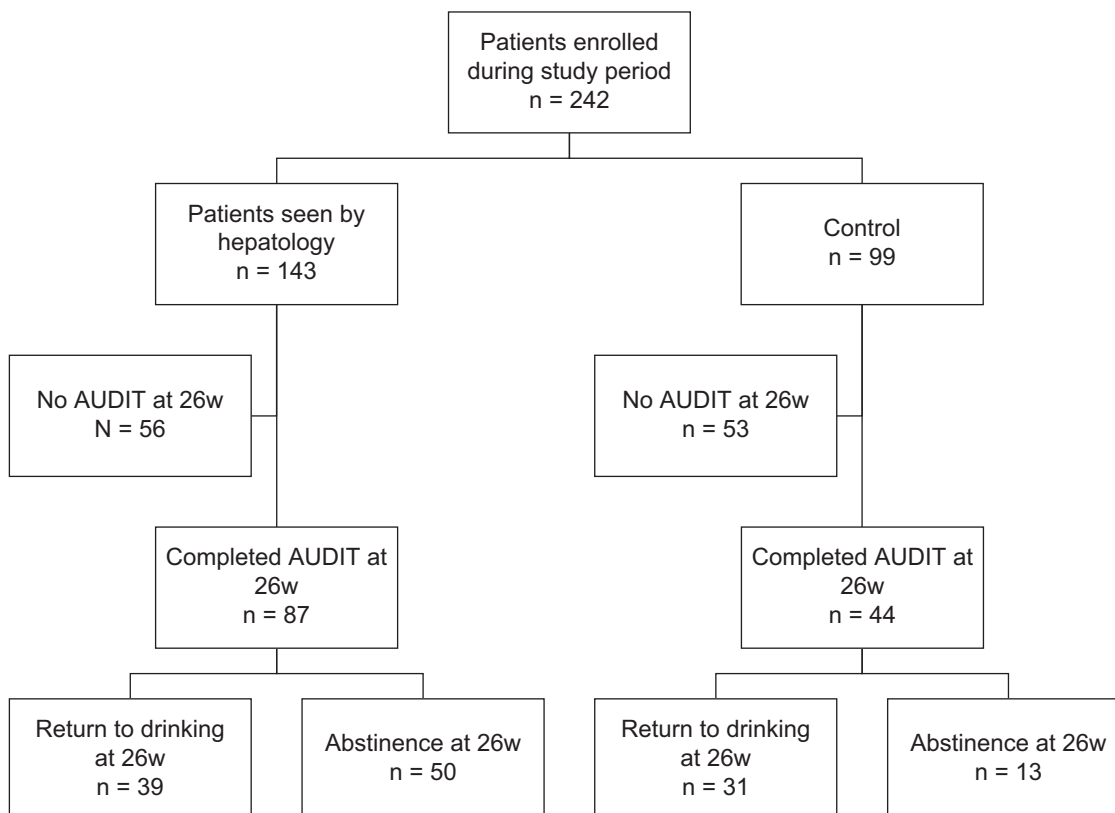 Patients enrolled
during study period
n = 242
Patients seen by
hepatology
n = 143
Control
n = 99
No AUDIT at 26w
N = 56
No AUDIT at 26w
n = 53
Completed AUDIT at
26w
n = 87
Completed AUDIT at
26w
n = 44
Return to drinking
at 26w
n = 39
Abstinence at 26w
n = 50
Return to drinking
at 26w
n = 31
Abstinence at 26w
n = 13